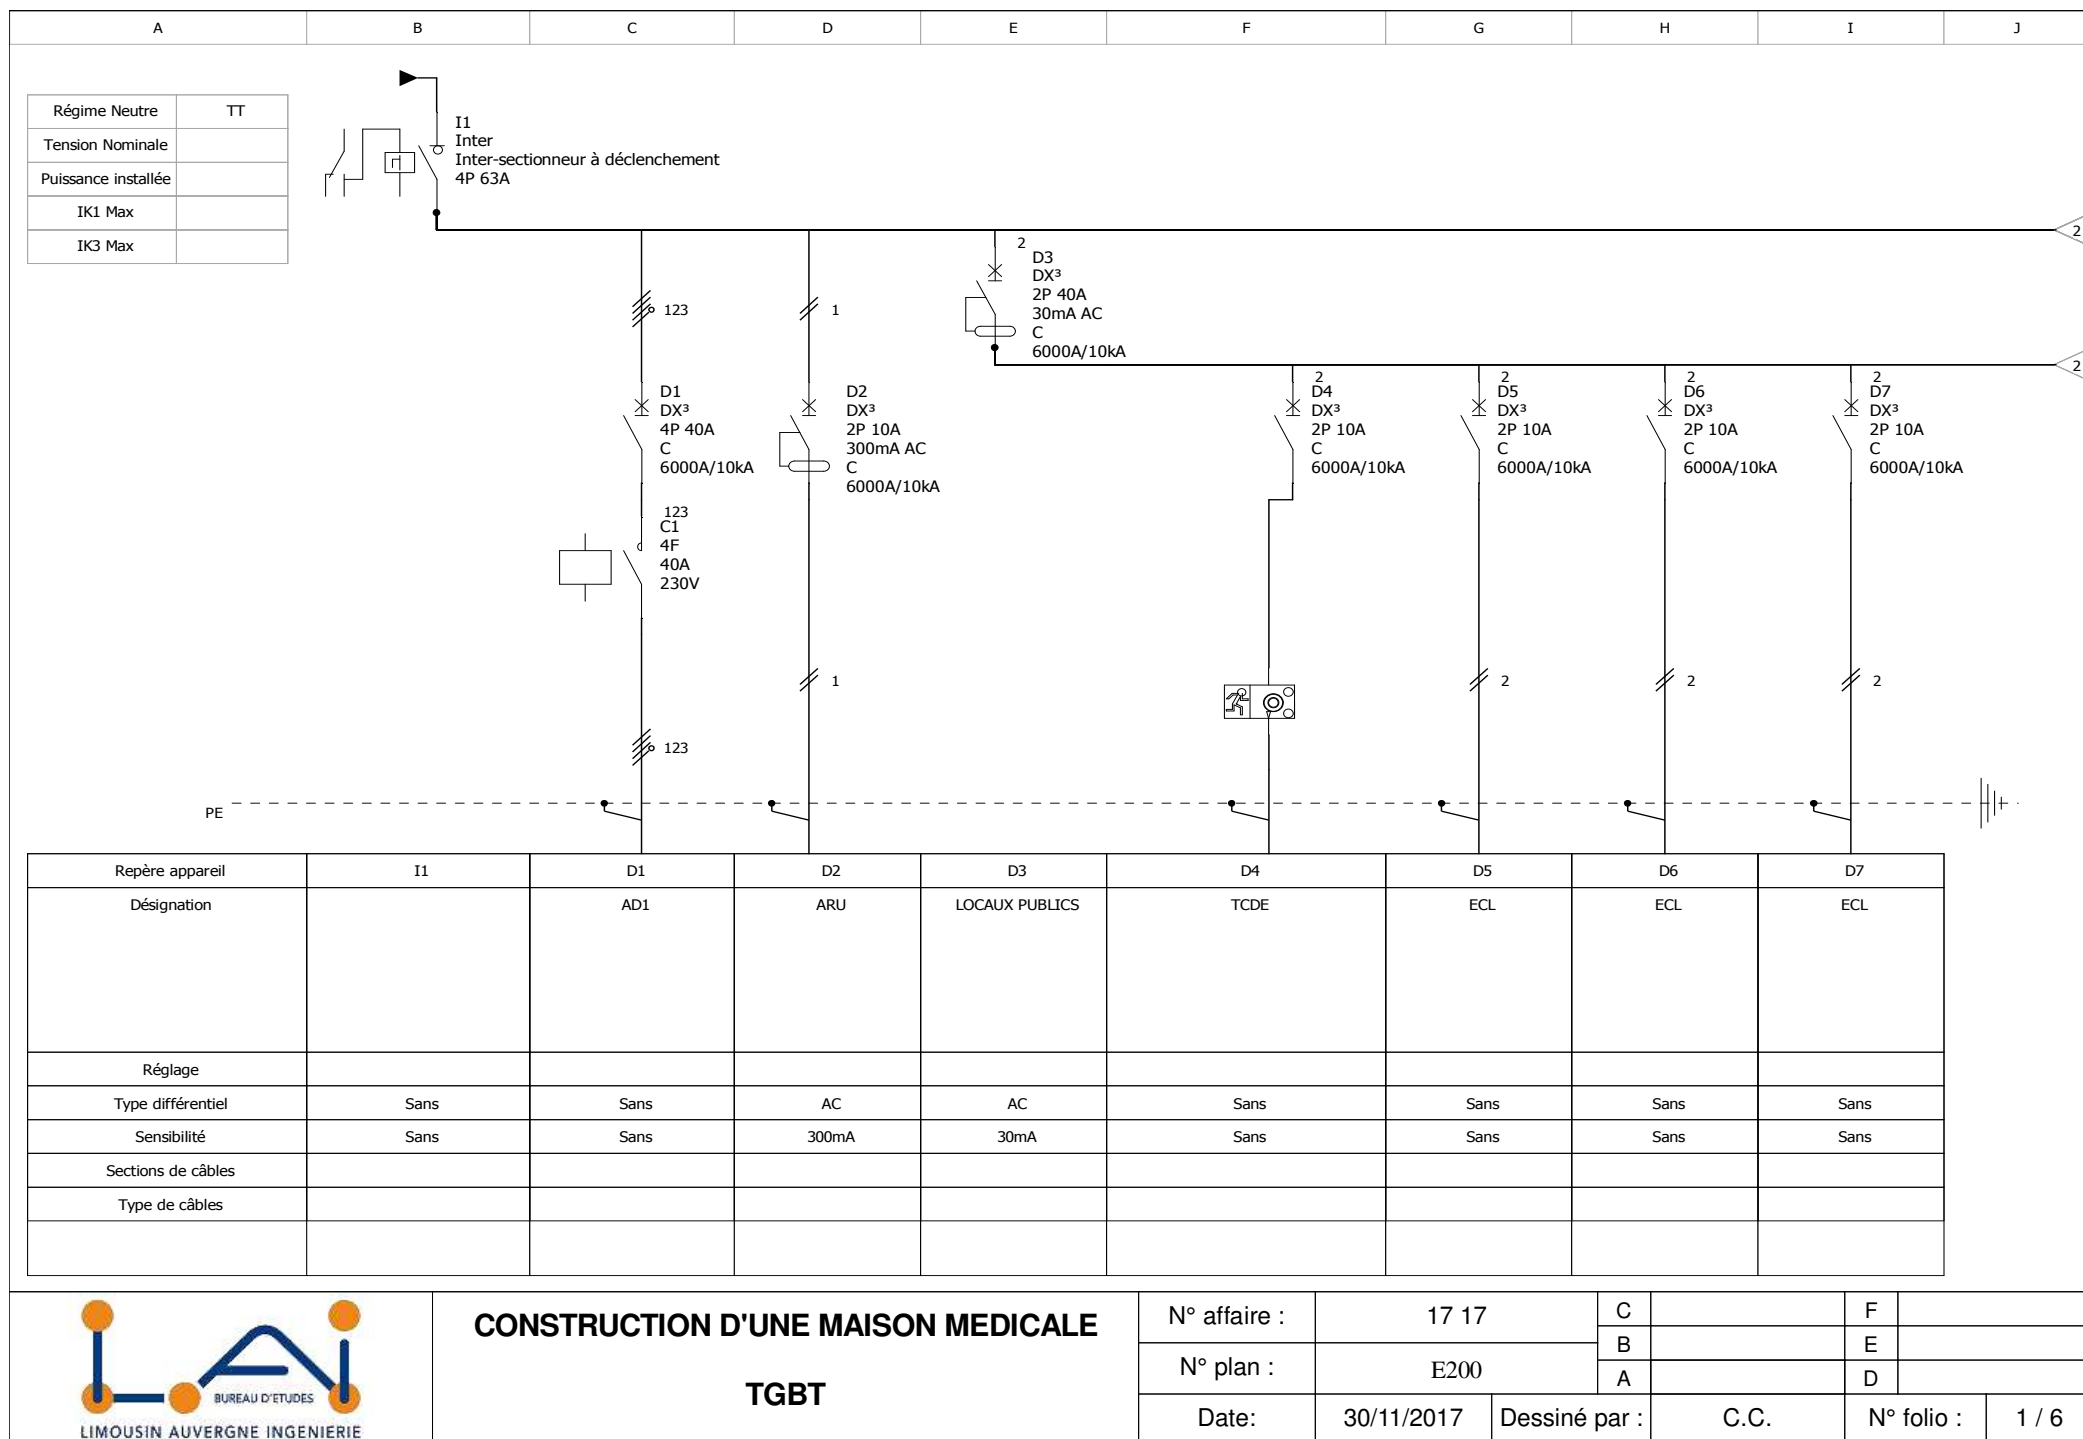 A B C D E F G H I J
Régime Neutre TT
Tension Nominale
Puissance installée
IK1 Max
IK3 Max
I1
Inter
Inter-sectionneur à déclenchement
4P 63A
2
2
D3
DX³
2P 40A
30mA AC
C
6000A/10kA
2
123
1
D1
DX³
4P 40A
C
6000A/10kA
D2
DX³
2P 10A
300mA AC
C
6000A/10kA
2
D4
DX³
2P 10A
C
6000A/10kA
2
D5
DX³
2P 10A
C
6000A/10kA
2
D6
DX³
2P 10A
C
6000A/10kA
2
D7
DX³
2P 10A
C
6000A/10kA
123
C1
4F
40A
230V
1
2
2
2
123
PE
Repère appareil I1 D1 D2 D3 D4 D5 D6 D7
Désignation AD1 ARU LOCAUX PUBLICS TCDE ECL ECL ECL
Réglage
Type différentiel Sans Sans AC AC Sans Sans Sans Sans
Sensibilité Sans Sans 300mA 30mA Sans Sans Sans Sans
Sections de câbles
Type de câbles
BUREAU D'ETUDES
LIMOUSIN AUVERGNE INGENIERIE
CONSTRUCTION D'UNE MAISON MEDICALE
TGBT
N° affaire : 17 17 C F
B E
N° plan : E200
A D
Date: 30/11/2017 Dessiné par : C.C. N° folio : 1 / 6